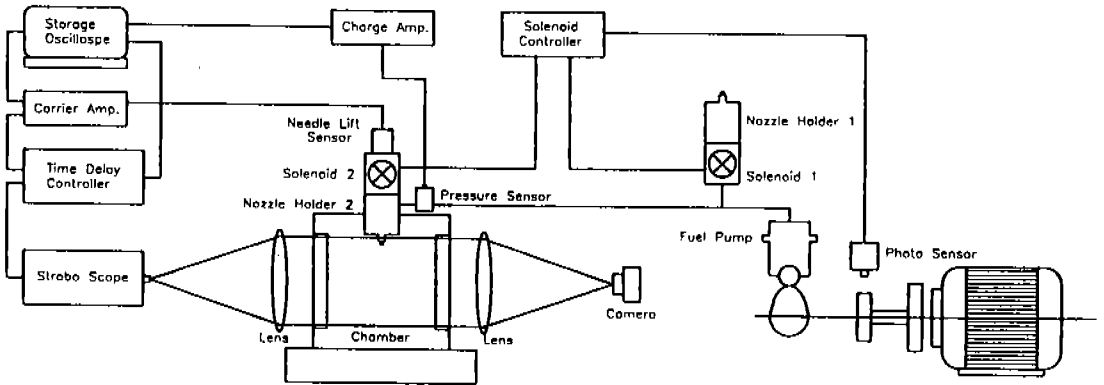 Storage
Oscillospe
Charge Amp.
Solenoid
Controller
Carrier Amp.
Needle Lift
Sensor
Nozzle Holder 1
Time Delay
Controller
Solenoid 2
Solenoid 1
Pressure Sensor
Nozzle Holder 2
Fuel Pump
Photo Sensor
Strobo Scope
Camera
Lens
Chamber
Lens